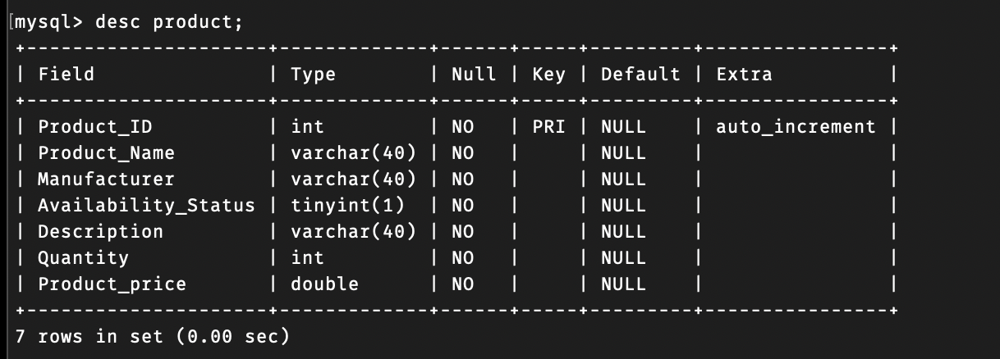 [mysql> desc product;
+---------------------+-------------+------+-----+---------+----------------+
| Field               | Type        | Null | Key | Default | Extra          |
+---------------------+-------------+------+-----+---------+----------------+
| Product_ID          | int         | NO   | PRI | NULL    | auto_increment |
| Product_Name        | varchar(40) | NO   |     | NULL    |                |
| Manufacturer        | varchar(40) | NO   |     | NULL    |                |
| Availability_Status | tinyint(1)  | NO   |     | NULL    |                |
| Description         | varchar(40) | NO   |     | NULL    |                |
| Quantity            | int         | NO   |     | NULL    |                |
| Product_price       | double      | NO   |     | NULL    |                |
+---------------------+-------------+------+-----+---------+----------------+
7 rows in set (0.00 sec)